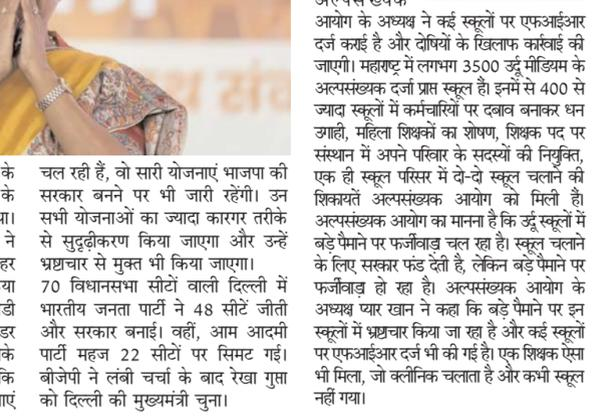 चल रही हैं, वो सारी योजनाएं भाजपा की
सरकार बनने पर भी जारी रहेंगी। उन
सभी योजनाओं का ज्यादा कारगर तरीके
से सुदृढ़ीकरण किया जाएगा और उन्हें
भ्रष्टाचार से मुक्त भी किया जाएगा।
70 विधानसभा सीटों वाली दिल्ली में
भारतीय जनता पार्टी ने 48 सीटें जीती
और सरकार बनाई। वहीं, आम आदमी
पार्टी महज 22 सीटों पर सिमट गई।
बीजेपी ने लंबी चर्चा के बाद रेखा गुप्ता
को दिल्ली की मुख्यमंत्री चुना।
आयोग के अध्यक्ष ने कई स्कूलों पर एफआईआर
दर्ज कराई है और दोषियों के खिलाफ कार्रवाई की
जाएगी। महाराष्ट्र में लगभग 3500 उर्दू मीडियम के
अल्पसंख्यक दर्जा प्राप्त स्कूल हैं। इनमें से 400 से
ज्यादा स्कूलों में कर्मचारियों पर दबाव बनाकर धन
उगाही, महिला शिक्षकों का शोषण, शिक्षक पद पर
संस्थान में अपने परिवार के सदस्यों की नियुक्ति,
एक ही स्कूल परिसर में दो-दो स्कूल चलाने की
शिकायतें अल्पसंख्यक आयोग को मिली हैं।
अल्पसंख्यक आयोग का मानना है कि उर्दू स्कूलों में
बड़े पैमाने पर फर्जीवाड़ा चल रहा है। स्कूल चलाने
के लिए सरकार फंड देती है, लेकिन बड़े पैमाने पर
फर्जीवाड़ा हो रहा है। अल्पसंख्यक आयोग के
अध्यक्ष प्यार खान ने कहा कि बड़े पैमाने पर इन
स्कूलों में भ्रष्टाचार किया जा रहा है और कई स्कूलों
पर एफआईआर दर्ज भी की गई है। एक शिक्षक ऐसा
भी मिला, जो क्लीनिक चलाता है और कभी स्कूल
नहीं गया।